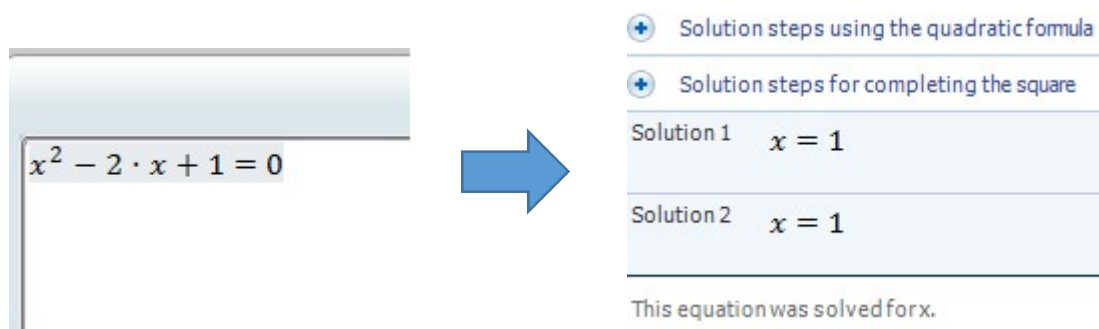 x² − 2 · x + 1 = 0
Solution steps using the quadratic formula
Solution steps for completing the square
Solution 1 x = 1
Solution 2 x = 1
This equation was solved for x.